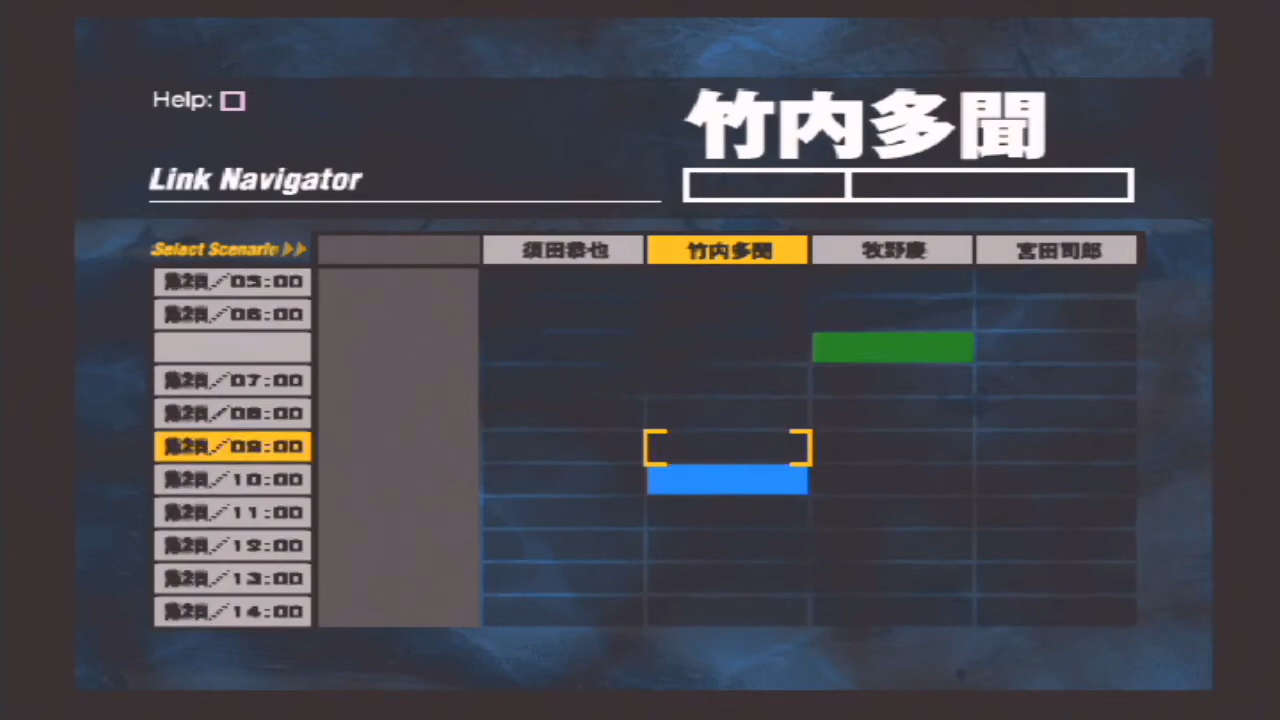 Help:
竹内多聞
Link Navigator
Select Scenario
須田恭也 竹内多聞 牧野慶 宮田司郎
第2日/05:00
第2日/06:00
第2日/07:00
第2日/08:00
第2日/09:00
第2日/10:00
第2日/11:00
第2日/12:00
第2日/13:00
第2日/14:00